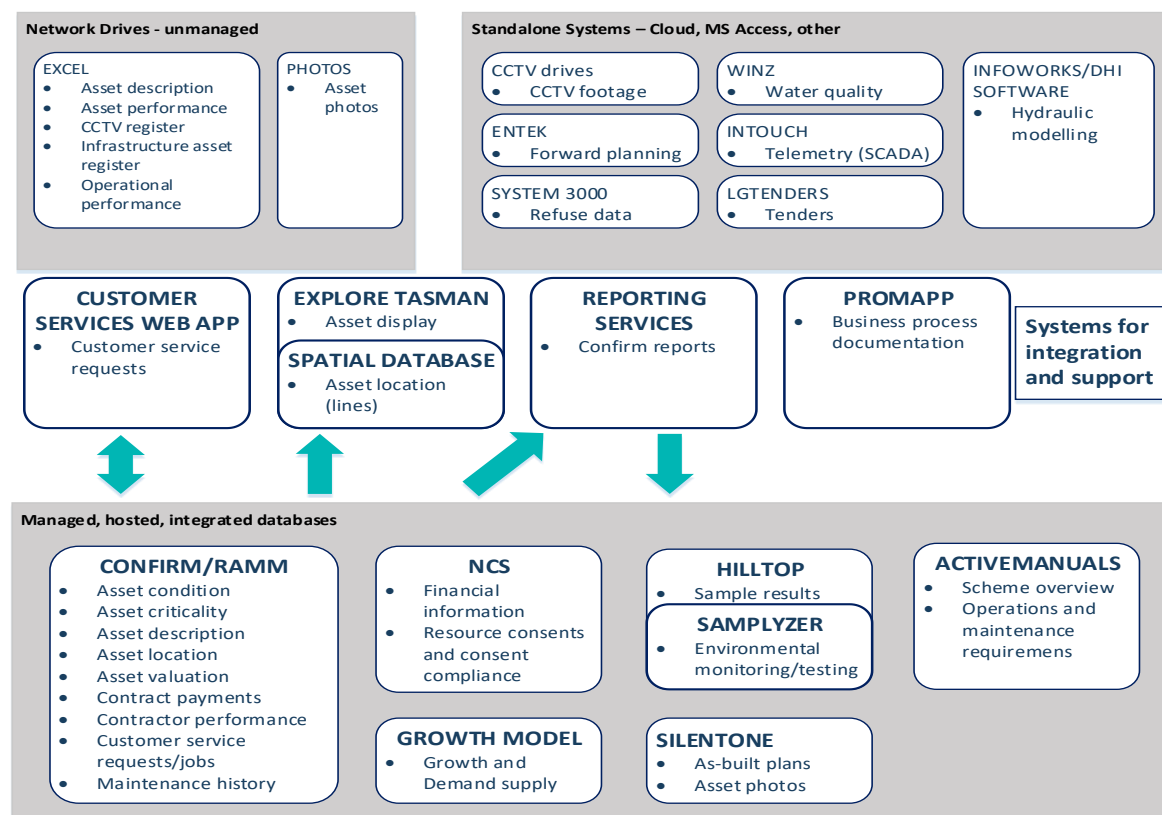 Network Drives - unmanaged
EXCEL
• Asset description
• Asset performance
• CCTV register
• Infrastructure asset
register
• Operational
performance
PHOTOS
• Asset
photos
Standalone Systems – Cloud, MS Access, other
CCTV drives
• CCTV footage
ENTEK
• Forward planning
SYSTEM 3000
• Refuse data
WINZ
• Water quality
INTOUCH
• Telemetry (SCADA)
LGTENDERS
• Tenders
INFOWORKS/DHI
SOFTWARE
• Hydraulic
modelling
CUSTOMER
SERVICES WEB APP
• Customer service
requests
EXPLORE TASMAN
• Asset display
SPATIAL DATABASE
• Asset location
(lines)
REPORTING
SERVICES
• Confirm reports
PROMAPP
• Business process
documentation
Systems for
integration
and support
Managed, hosted, integrated databases
CONFIRM/RAMM
• Asset condition
• Asset criticality
• Asset description
• Asset location
• Asset valuation
• Contract payments
• Contractor performance
• Customer service
requests/jobs
• Maintenance history
NCS
• Financial
information
• Resource consents
and consent
compliance
GROWTH MODEL
• Growth and
Demand supply
HILLTOP
• Sample results
SAMPLYZER
• Environmental
monitoring/testing
SILENTONE
• As-built plans
• Asset photos
ACTIVEMANUALS
• Scheme overview
• Operations and
maintenance
requiremens